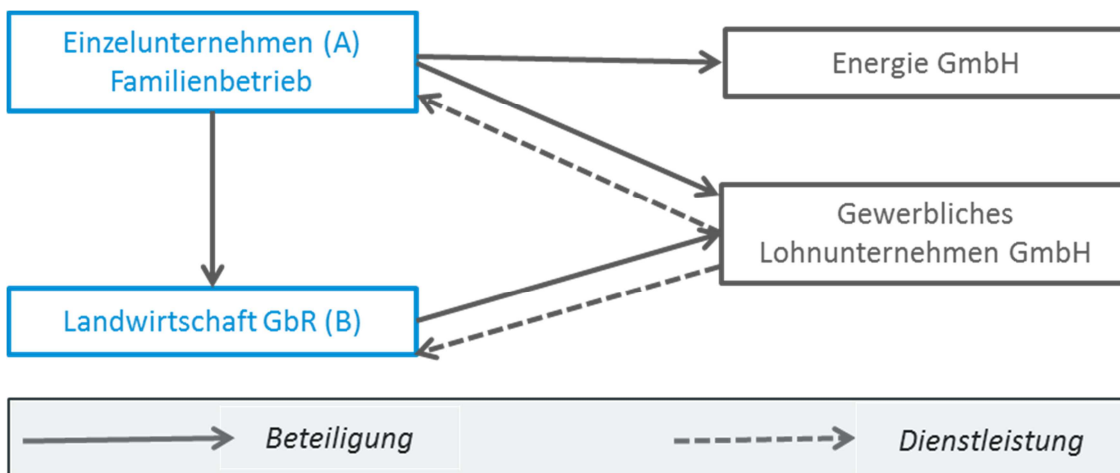 Einzelunternehmen (A)
Familienbetrieb
Energie GmbH
Gewerbliches
Lohnunternehmen GmbH
Landwirtschaft GbR (B)
Beteiligung
Dienstleistung